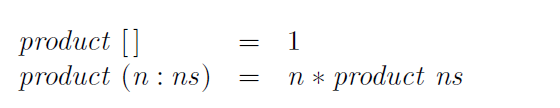 product [] = 1
product (n : ns) = n * product ns